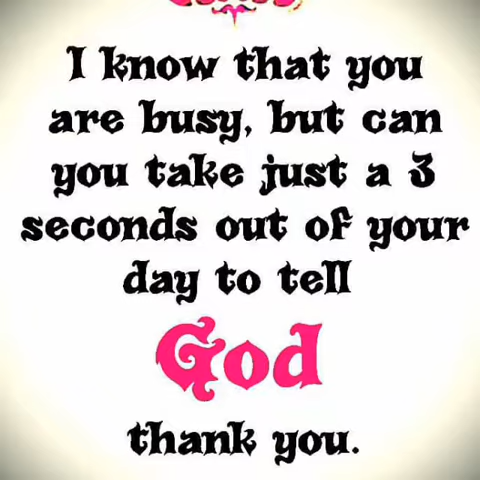 I know that you
are busy, but can
you take just a 3
seconds out of your
day to tell
God
thank you.